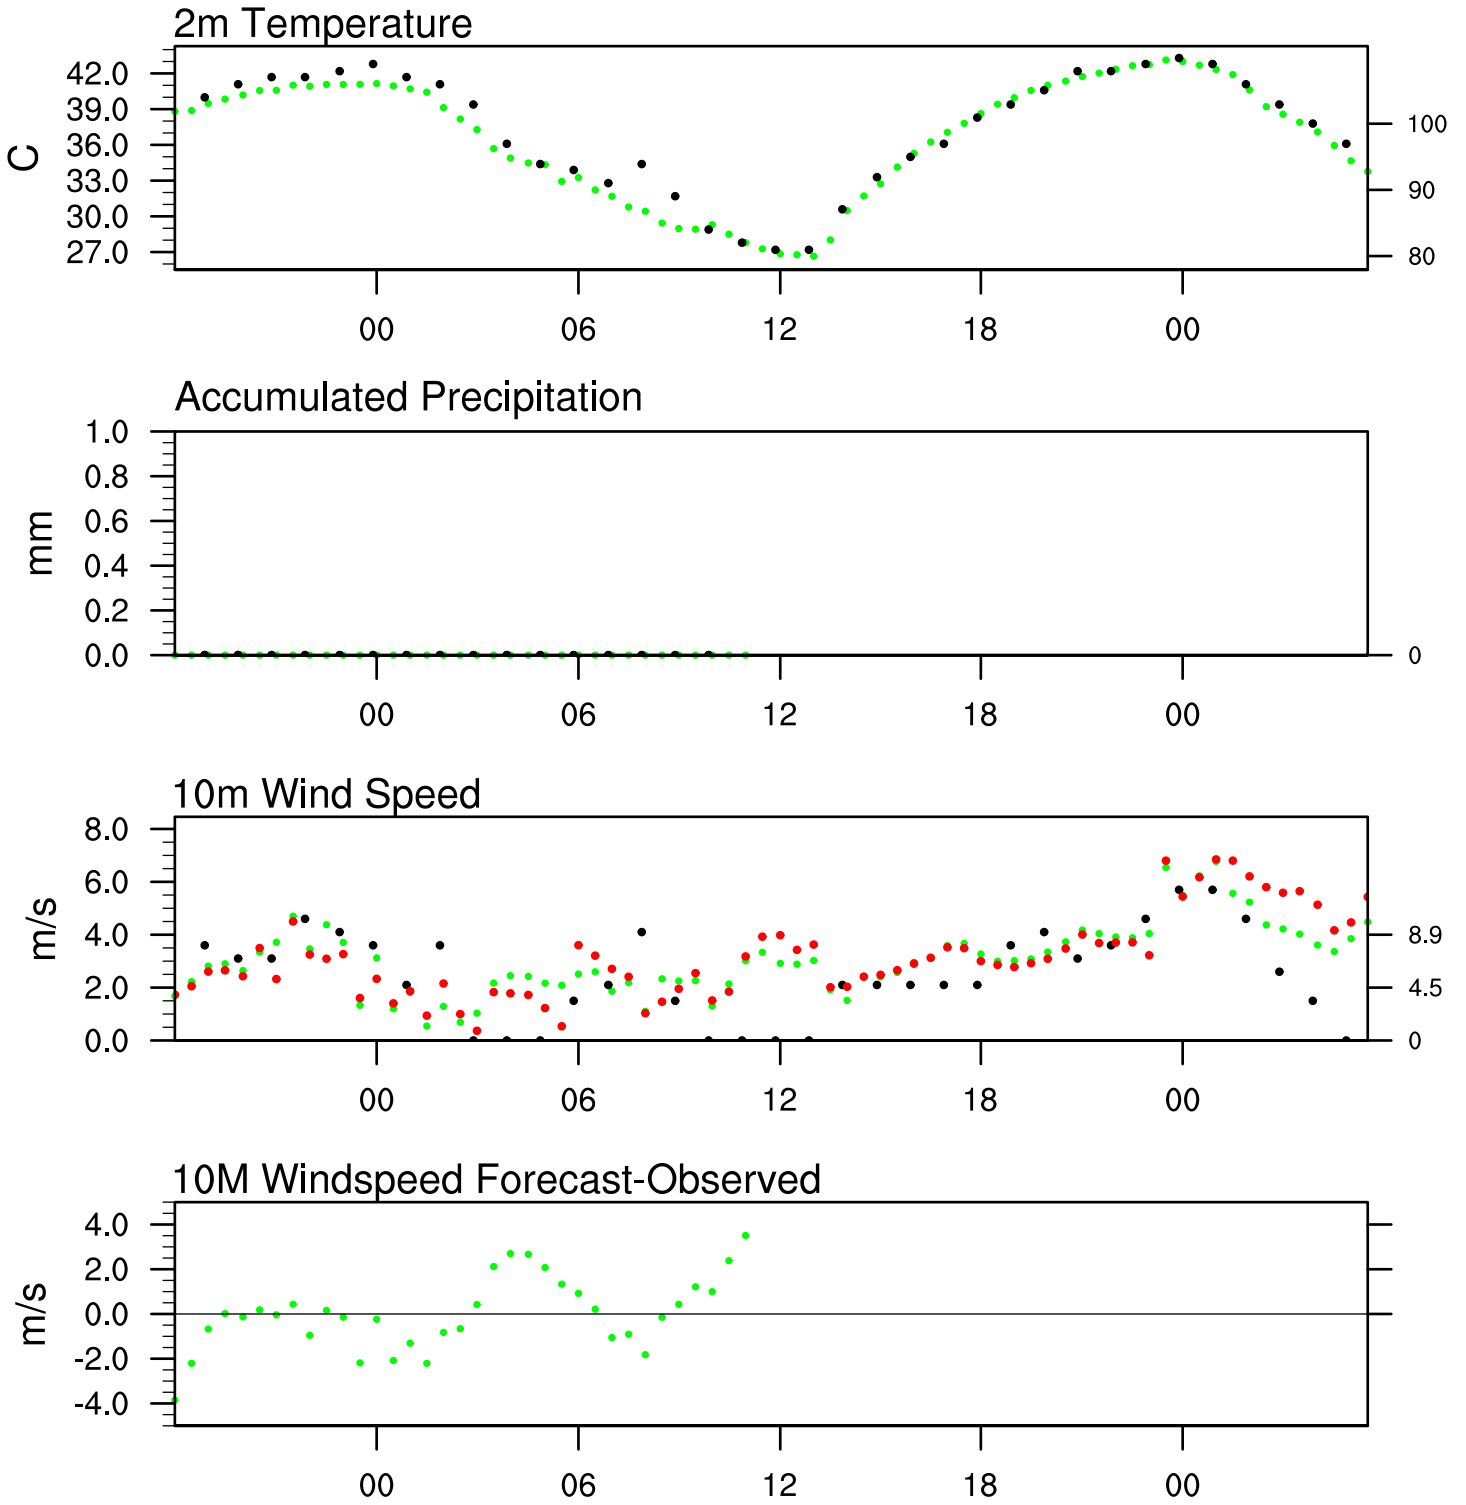 2m Temperature
42.0
39.0
36.0
33.0
30.0
27.0
C
100
90
80
00 06 12 18 00
Accumulated Precipitation
1.0
0.8
0.6
0.4
0.2
0.0
mm
0
00 06 12 18 00
10m Wind Speed
8.0
6.0
4.0
2.0
0.0
m/s
8.9
4.5
0
00 06 12 18 00
10M Windspeed Forecast-Observed
4.0
2.0
0.0
-2.0
-4.0
m/s
00 06 12 18 00